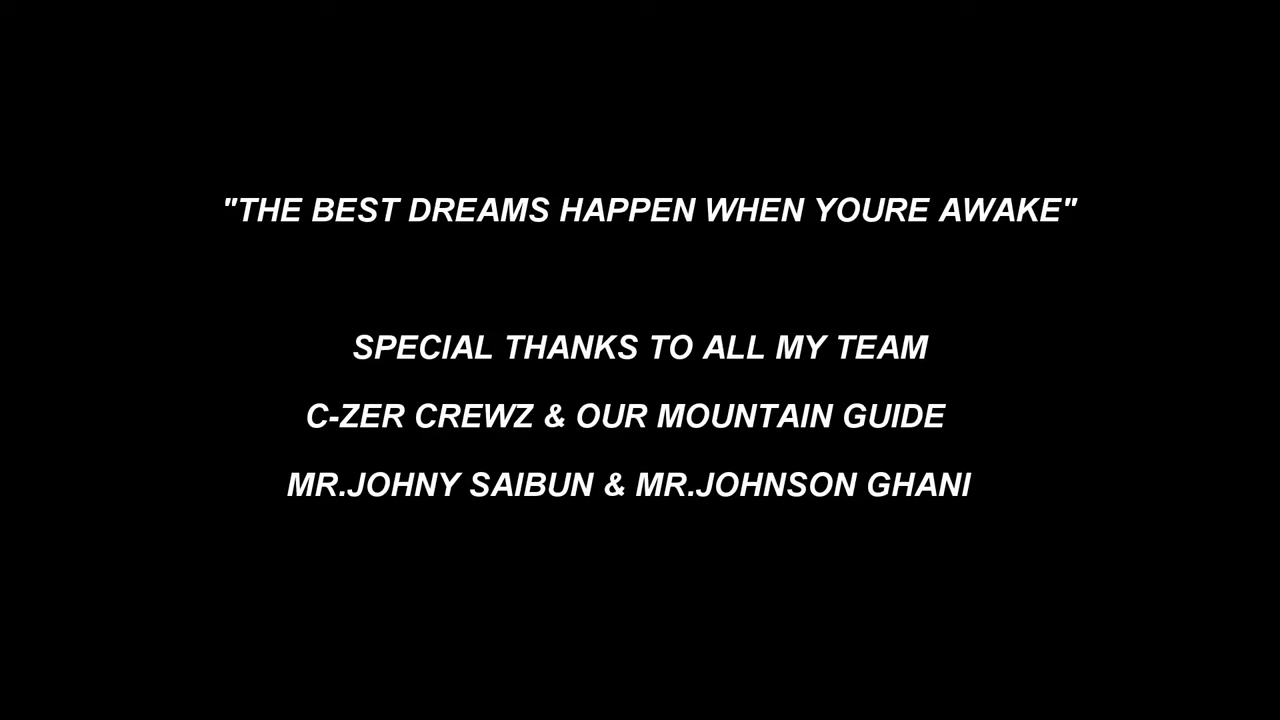 "THE BEST DREAMS HAPPEN WHEN YOURE AWAKE"
SPECIAL THANKS TO ALL MY TEAM
C-ZER CREWZ & OUR MOUNTAIN GUIDE
MR.JOHNY SAIBUN & MR.JOHNSON GHANI